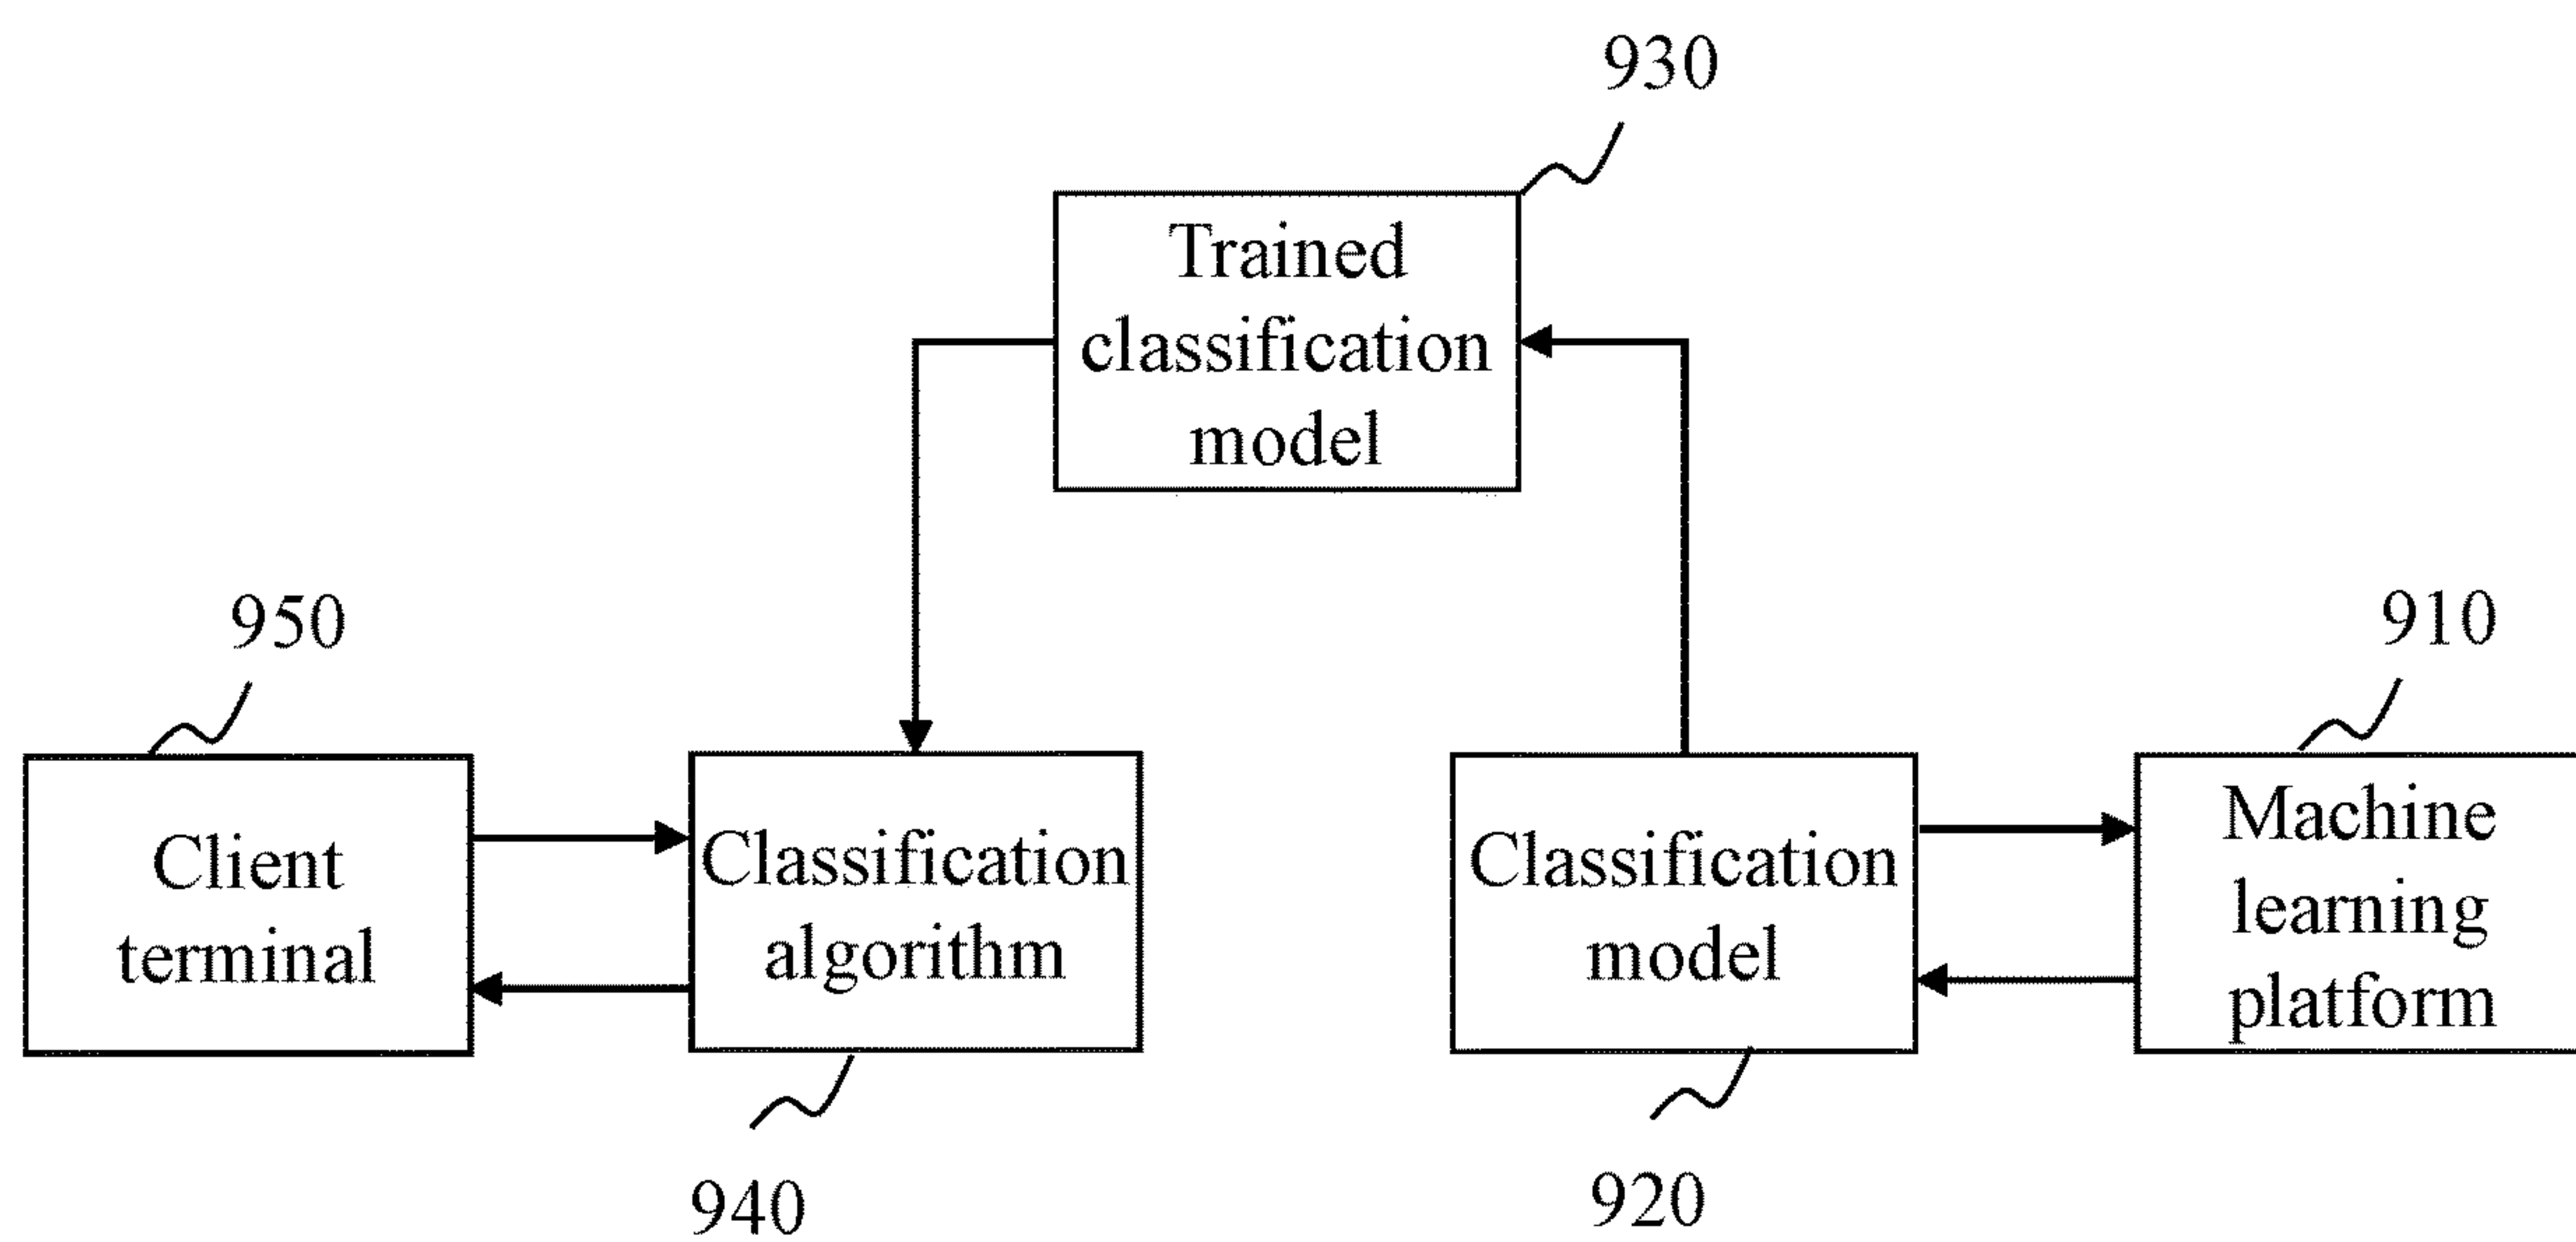 930
Trained
classification
model
950
910
Client
terminal
Classification
algorithm
Classification
model
Machine
learning
platform
940
920